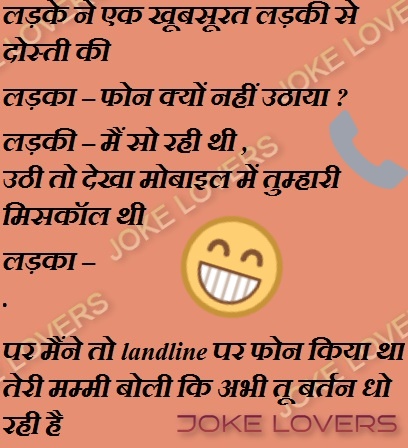 लड़के ने एक खूबसूरत लड़की से
दोस्ती की
लड़का – फोन क्यों नहीं उठाया ?
लड़की – मैं सो रही थी ,
उठी तो देखा मोबाइल में तुम्हारी
मिसकॉल थी
लड़का –
.
पर मैंने तो landline पर फोन किया था
तेरी मम्मी बोली कि अभी तू बर्तन धो
रही है
JOKE LOVERS